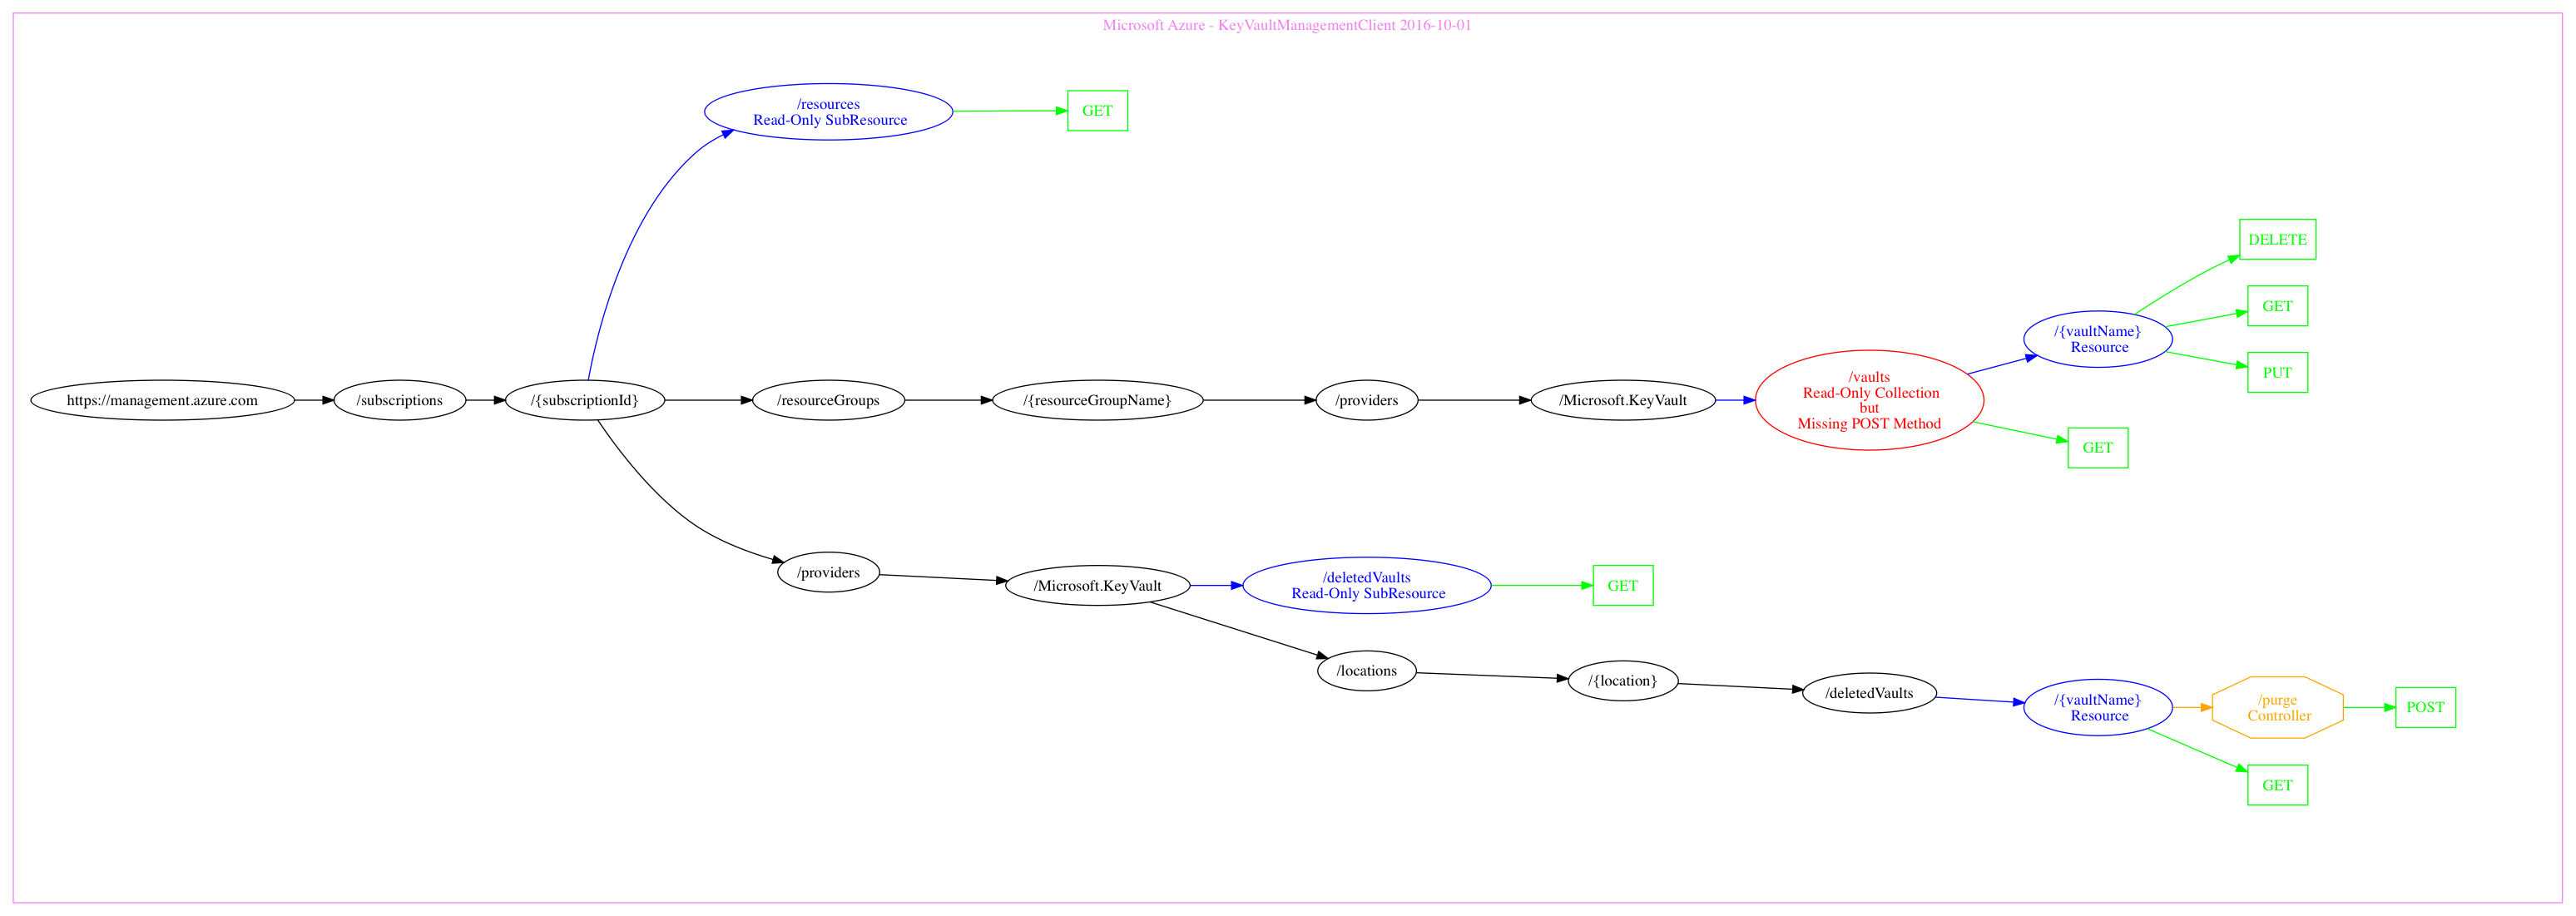 Microsoft Azure - KeyVaultManagementClient 2016-10-01
/resources
Read-Only SubResource
GET
DELETE
GET
/{vaultName}
Resource
PUT
https://management.azure.com
/subscriptions
/{subscriptionId}
/resourceGroups
/{resourceGroupName}
/providers
/Microsoft.KeyVault
/vaults
Read-Only Collection
but
Missing POST Method
GET
/providers
/Microsoft.KeyVault
/deletedVaults
Read-Only SubResource
GET
/locations
/{location}
/deletedVaults
/{vaultName}
Resource
/purge
Controller
POST
GET